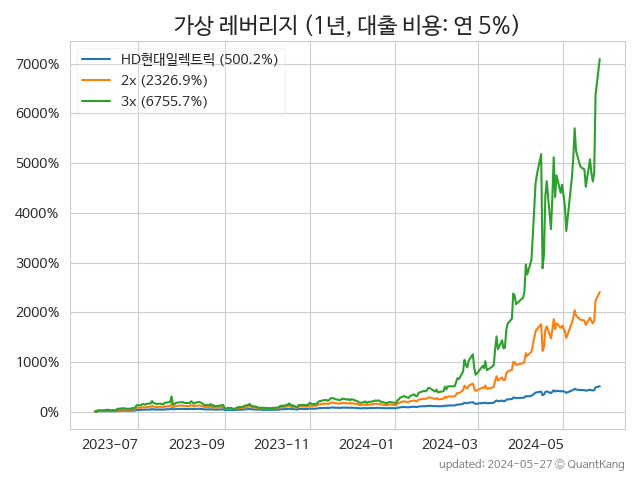 가상 레버리지 (1년, 대출 비용: 연 5%)
HD현대일렉트릭 (500.2%)
2x (2326.9%)
3x (6755.7%)
7000%
6000%
5000%
4000%
3000%
2000%
1000%
0%
2023-07 2023-09 2023-11 2024-01 2024-03 2024-05
updated: 2024-05-27 © QuantKang